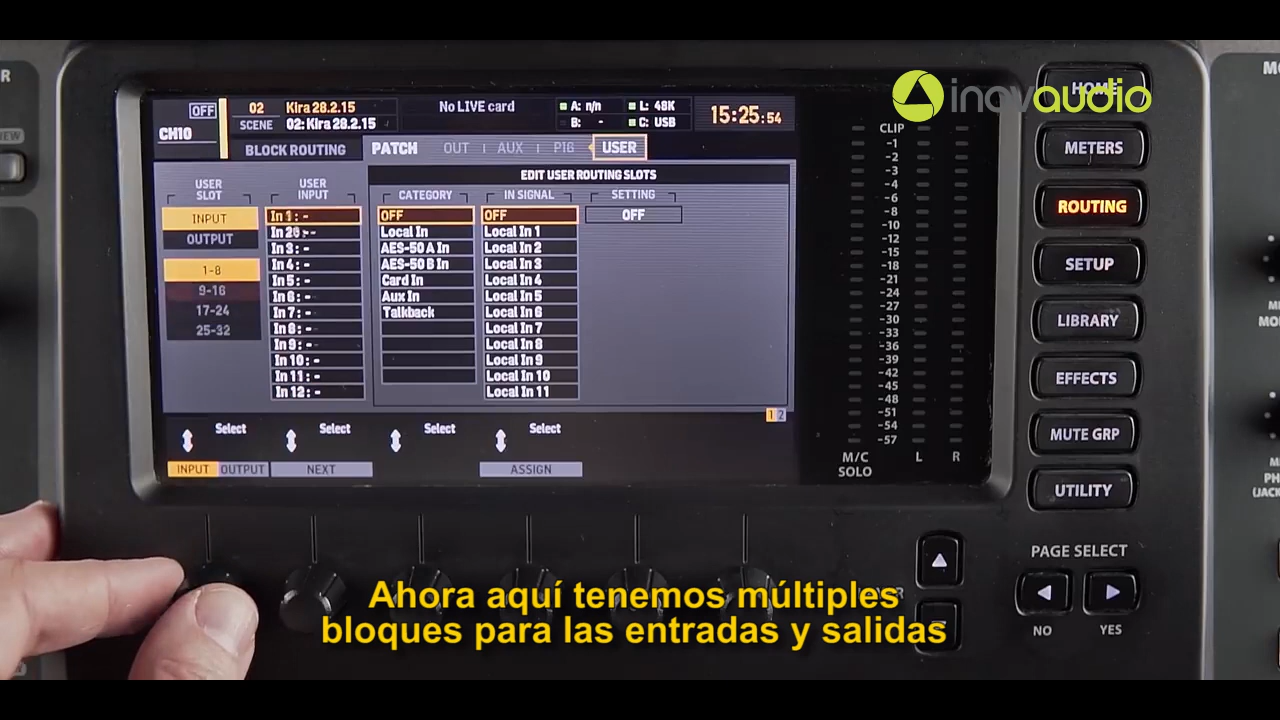 inovaudio
OFF
CH10
02 Kira 28.2.15
SCENE 02:Kira 28.2.15
No LIVE card
A: n/n L: 48K
B: - C: USB
15:25:54
BLOCK ROUTING PATCH OUT AUX P16 USER
EDIT USER ROUTING SLOTS
USER SLOT
INPUT
OUTPUT
1-8
9-16
17-24
25-32
USER INPUT
In 1: -
In 3: -
In 4: -
In 5: -
In 6: -
In 7: -
In 8: -
In 9: -
In 10: -
In 11: -
In 12: -
CATEGORY
OFF
Local In
AES-50 A In
AES-50 B In
Card In
Aux In
Talkback
IN SIGNAL
OFF
Local In 1
Local In 2
Local In 3
Local In 4
Local In 5
Local In 6
Local In 7
Local In 8
Local In 9
Local In 10
Local In 11
SETTING
OFF
1 2
Select Select Select Select
INPUT OUTPUT NEXT ASSIGN
CLIP
-1
-2
-3
-4
-6
-8
-10
-12
-15
-18
-21
-24
-27
-30
-33
-36
-39
-42
-45
-48
-51
-54
-57
M/C
SOLO
L R
HOME
METERS
ROUTING
SETUP
LIBRARY
EFFECTS
MUTE GRP
UTILITY
PAGE SELECT
NO YES
Ahora aquí tenemos múltiples
bloques para las entradas y salidas